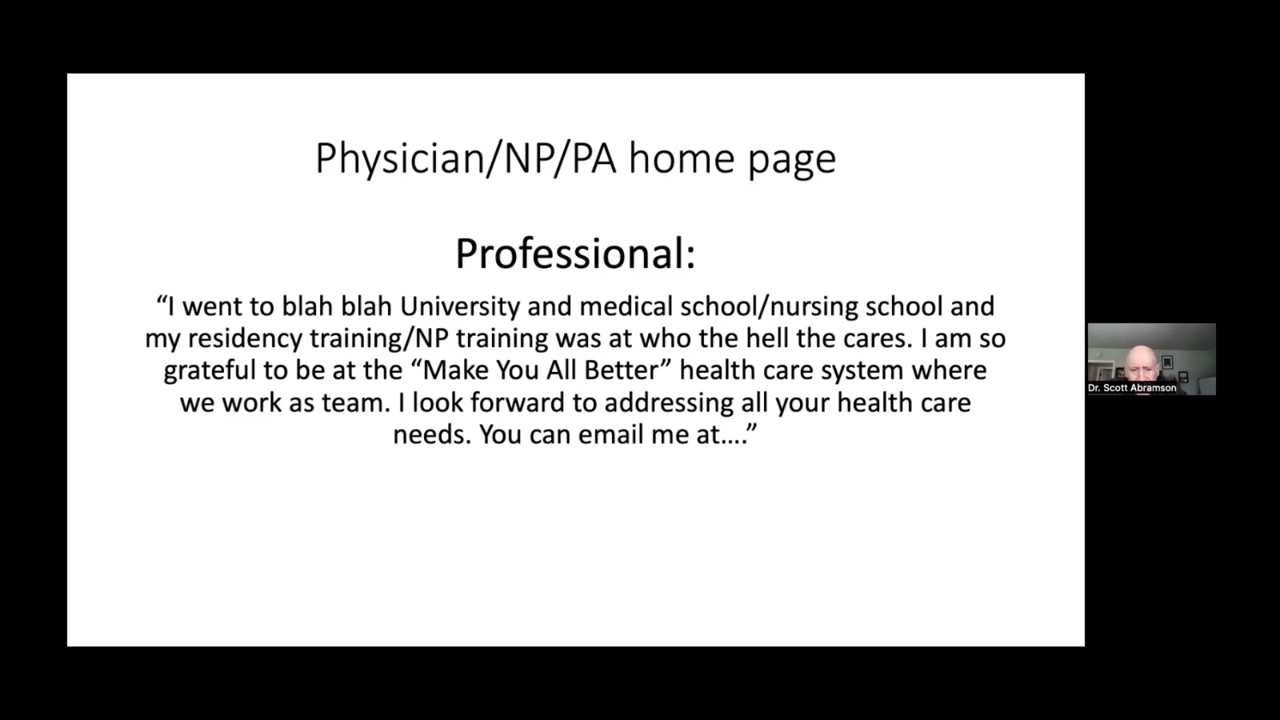 Physician/NP/PA home page
Professional:
“I went to blah blah University and medical school/nursing school and
my residency training/NP training was at who the hell the cares. I am so
grateful to be at the “Make You All Better” health care system where
we work as team. I look forward to addressing all your health care
needs. You can email me at….”
Dr. Scott Abramson